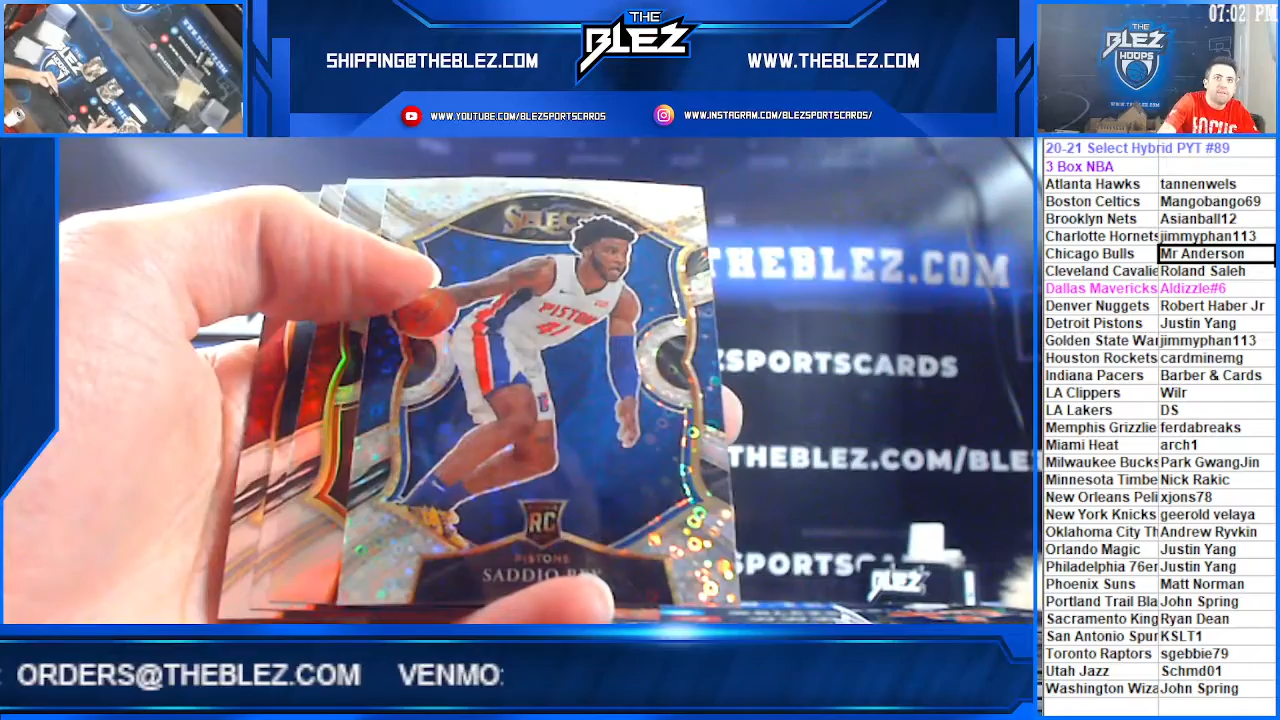 07:02 PM
THE
BLEZ
SHIPPING@THEBLEZ.COM
WWW.THEBLEZ.COM
WWW.YOUTUBE.COM/BLEZSPORTSCARDS
WWW.INSTAGRAM.COM/BLEZSPORTSCARDS/
THE
BLEZ
HOOPS
FOCUS
SELECT
PISTONS
41
RC
PISTONS
SADDIQ BEY
THEBLEZ.COM
ZSPORTSCARDS
THEBLEZ.COM/BLE
SPORTSCA
BLEZ
20-21 Select Hybrid PYT #89
3 Box NBA
Atlanta Hawks tannenwels
Boston Celtics Mangobango69
Brooklyn Nets Asianball12
Charlotte Hornets jimmyphan113
Chicago Bulls Mr Anderson
Cleveland Cavalie Roland Saleh
Dallas Mavericks Aldizzle#6
Denver Nuggets Robert Haber Jr
Detroit Pistons Justin Yang
Golden State War jimmyphan113
Houston Rockets cardminemg
Indiana Pacers Barber & Cards
LA Clippers Wilr
LA Lakers DS
Memphis Grizzlie ferdabreaks
Miami Heat arch1
Milwaukee Bucks Park GwangJin
Minnesota Timbe Nick Rakic
New Orleans Peli xjons78
New York Knicks geerold velaya
Oklahoma City Th Andrew Ryvkin
Orlando Magic Justin Yang
Philadelphia 76er Justin Yang
Phoenix Suns Matt Norman
Portland Trail Bla John Spring
Sacramento King Ryan Dean
San Antonio Spur KSLT1
Toronto Raptors sgebbie79
Utah Jazz Schmd01
Washington Wiza John Spring
: ORDERS@THEBLEZ.COM VENMO: